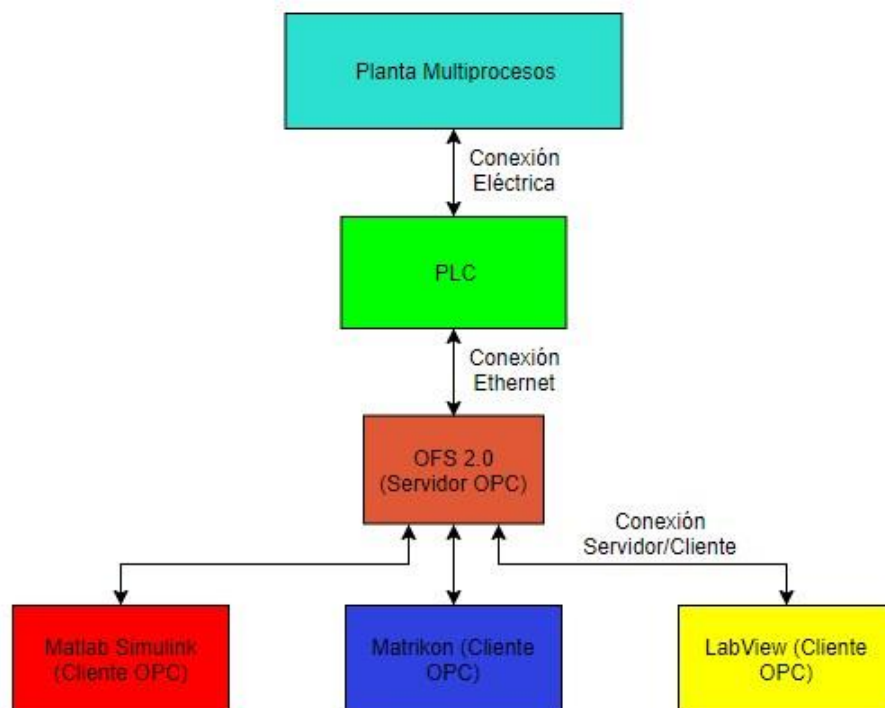 Planta Multiprocesos
Conexión
Eléctrica
PLC
Conexión
Ethernet
OFS 2.0
(Servidor OPC)
Conexión
Servidor/Cliente
Matlab Simulink
(Cliente OPC)
Matrikon (Cliente
OPC)
LabView (Cliente
OPC)